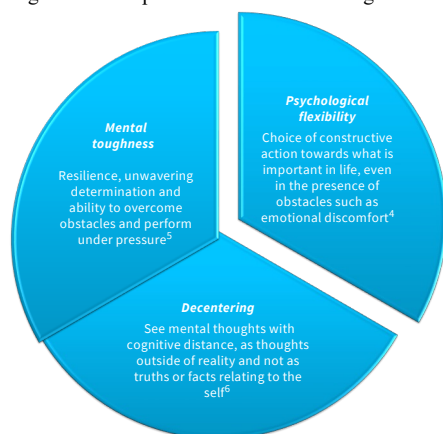 Mental
toughness
Resilience, unwavering
determination and
ability to overcome
obstacles and perform
under pressure⁵
Psychological
flexibility
Choice of constructive
action towards what is
important in life, even
in the presence of
obstacles such as
emotional discomfort⁴
Decentering
See mental thoughts with
cognitive distance, as thoughts
outside of reality and not as
truths or facts relating to the
self⁶